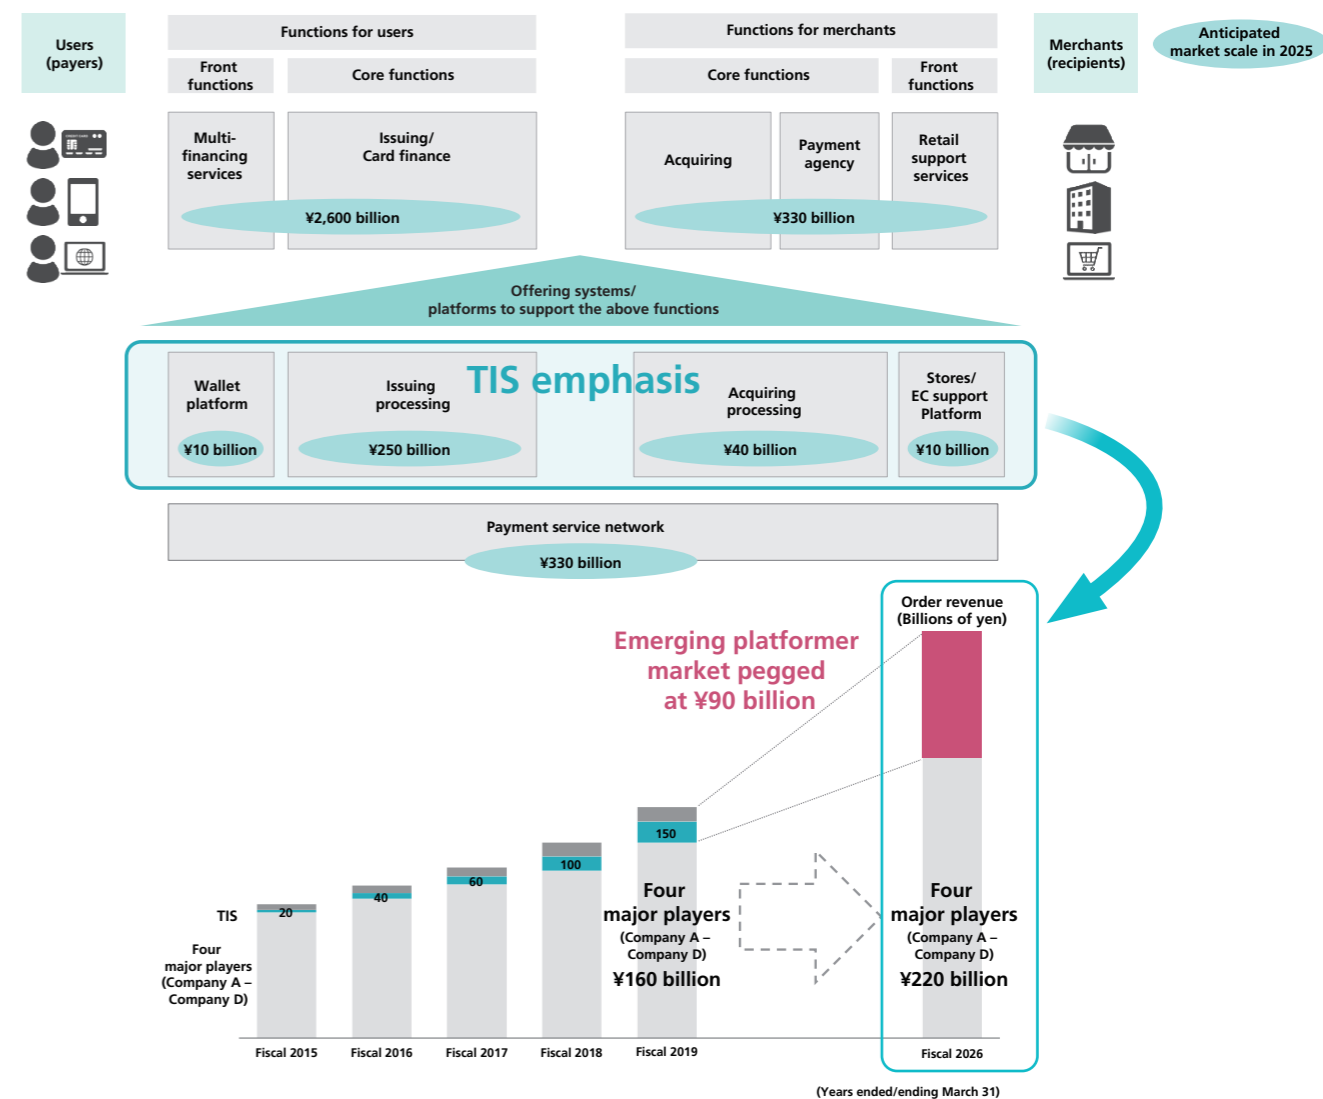 Users
(payers)
Functions for users
Functions for merchants
Merchants
(recipients)
Anticipated
market scale in 2025
Front
functions
Core functions
Core functions
Front
functions
Multi-
financing
services
Issuing/
Card finance
Acquiring
Payment
agency
Retail
support
services
¥2,600 billion
¥330 billion
Offering systems/
platforms to support the above functions
TIS emphasis
Wallet
platform
Issuing
processing
Acquiring
processing
Stores/
EC support
Platform
¥10 billion
¥250 billion
¥40 billion
¥10 billion
Payment service network
¥330 billion
Order revenue
(Billions of yen)
Emerging platformer
market pegged
at ¥90 billion
TIS
Four
major players
(Company A –
Company D)
20
40
60
100
150
Four
major players
(Company A –
Company D)
¥160 billion
Four
major players
(Company A –
Company D)
¥220 billion
Fiscal 2015
Fiscal 2016
Fiscal 2017
Fiscal 2018
Fiscal 2019
Fiscal 2026
(Years ended/ending March 31)